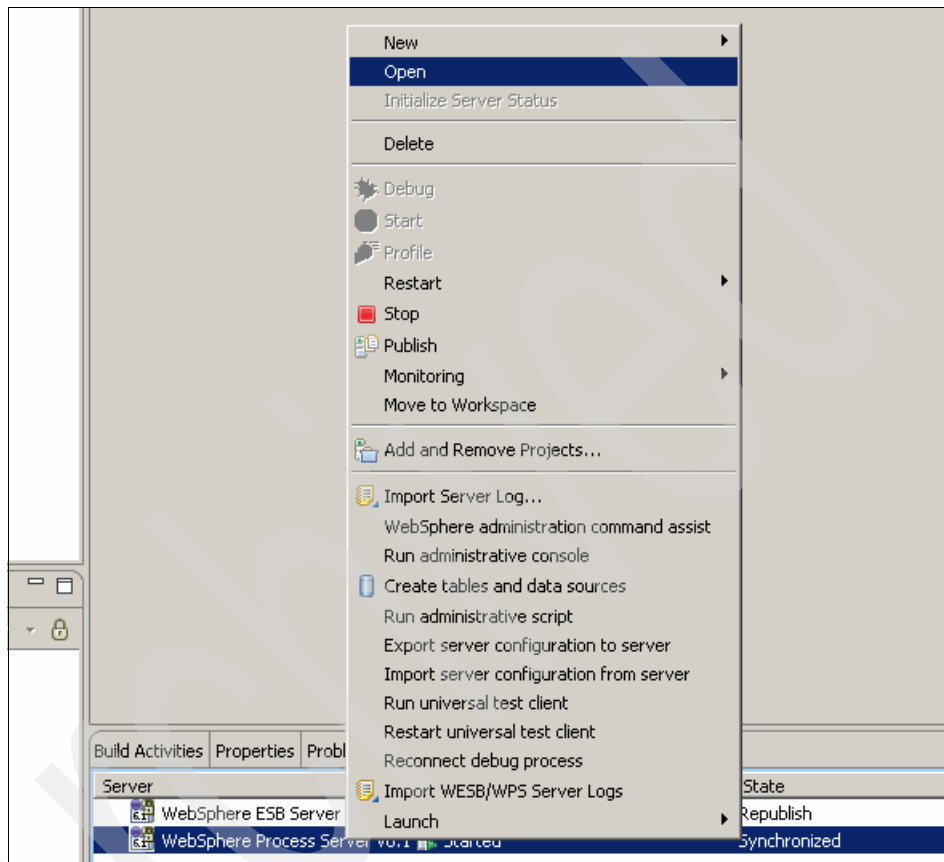 New
Open
Initialize Server Status
Delete
Debug
Start
Profile
Restart
Stop
Publish
Monitoring
Move to Workspace
Add and Remove Projects...
Import Server Log...
WebSphere administration command assist
Run administrative console
Create tables and data sources
Run administrative script
Export server configuration to server
Import server configuration from server
Run universal test client
Restart universal test client
Reconnect debug process
Import WESB/WPS Server Logs
Launch
Build Activities Properties
Server State
WebSphere ESB Server Republish
WebSphere Process Server v6.1 Started Synchronized